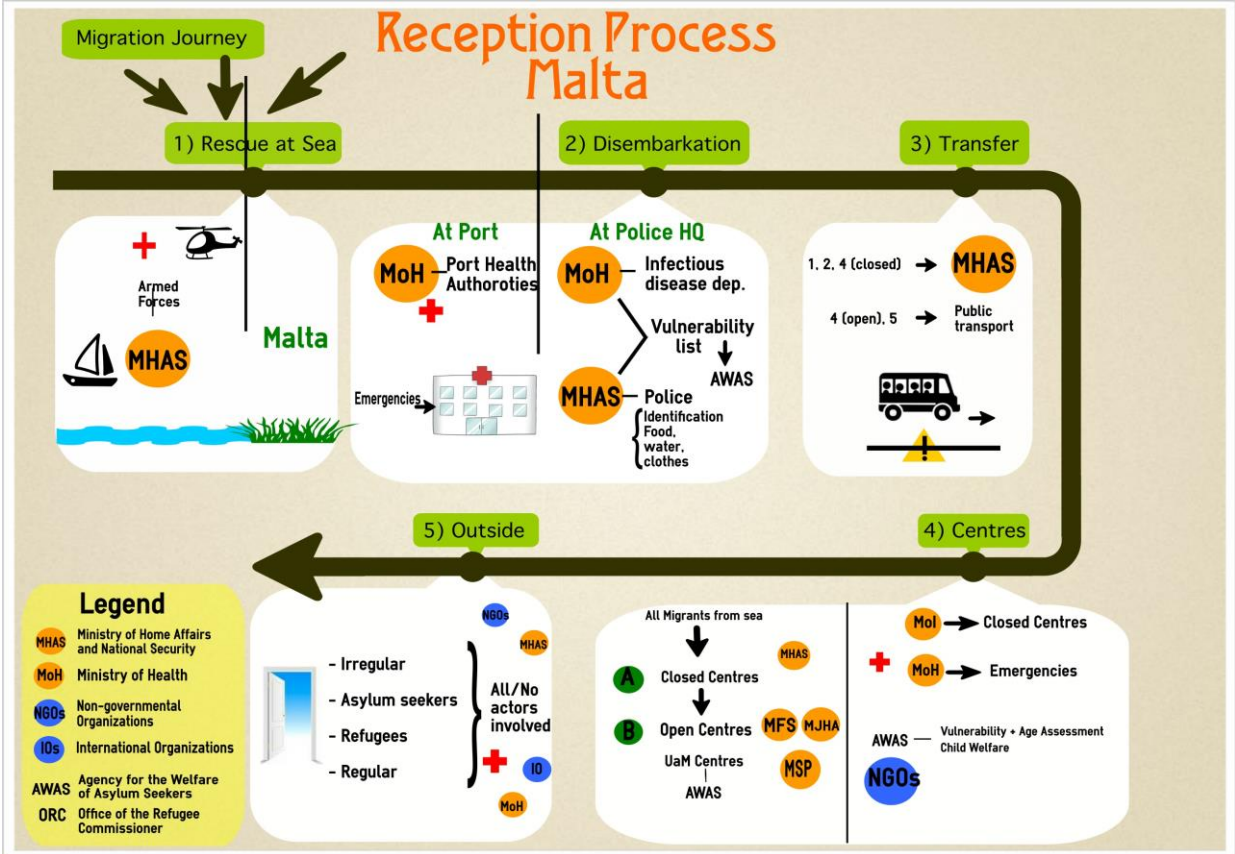 Migration Journey
Reception Process
Malta
1) Rescue at Sea
2) Disembarkation
3) Transfer
Armed
Forces
MHAS
Malta
At Port
MoH
Port Health
Authoroties
Emergencies
At Police HQ
MoH
Infectious
disease dep.
Vulnerability
list
AWAS
MHAS
Police
Identification
Food,
water,
clothes
1, 2, 4 (closed)
MHAS
4 (open), 5
Public
transport
!
5) Outside
4) Centres
Legend
MHAS
Ministry of Home Affairs
and National Security
MoH
Ministry of Health
NGOs
Non-governmental
Organizations
IOs
International Organizations
AWAS
Agency for the Welfare
of Asylum Seekers
ORC
Office of the Refugee
Commissioner
- Irregular
- Asylum seekers
- Refugees
- Regular
NGOs
MHAS
All/No
actors
involved
IO
MoH
All Migrants from sea
MHAS
A
Closed Centres
B
Open Centres
MFS
MJHA
UaM Centres
MSP
AWAS
MoI
Closed Centres
MoH
Emergencies
AWAS
Vulnerability + Age Assessment
Child Welfare
NGOs